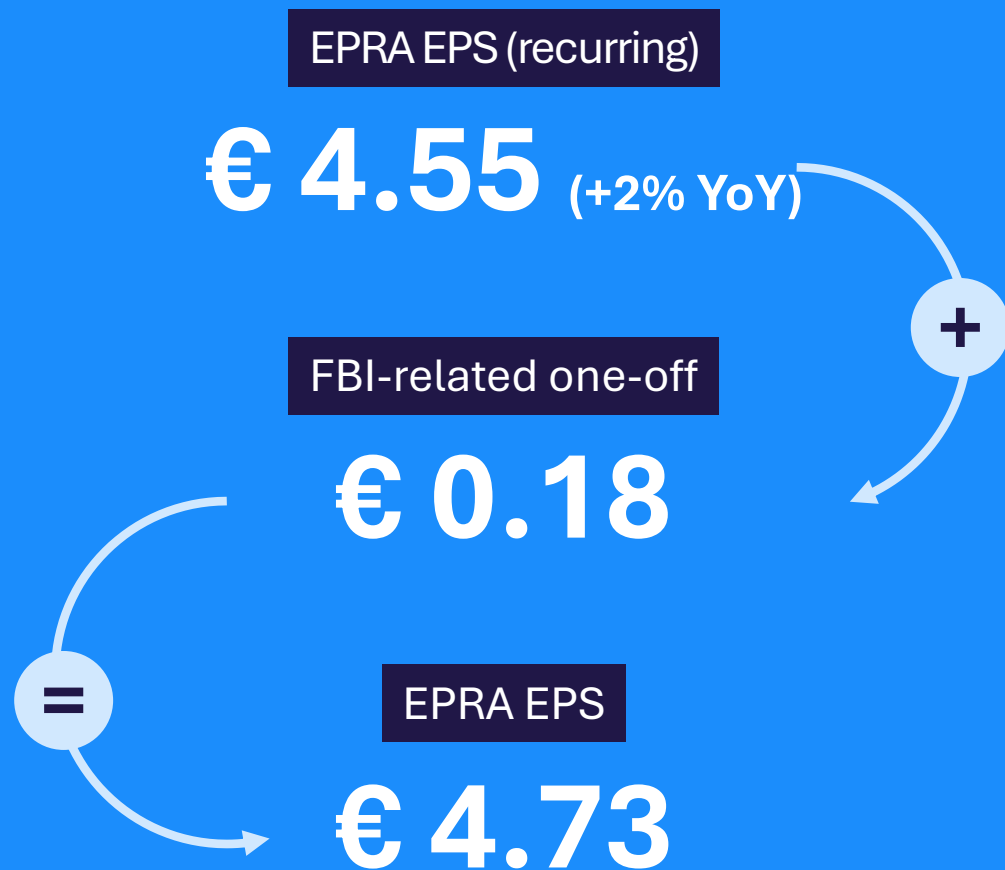 EPRA EPS (recurring)
€ 4.55 (+2% YoY)
+
FBI-related one-off
€ 0.18
=
EPRA EPS
€ 4.73